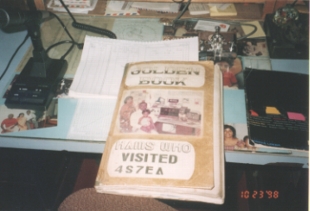 GOLDEN
BOOK
HAMS WHO
VISITED
4S7EA
10 23 '98